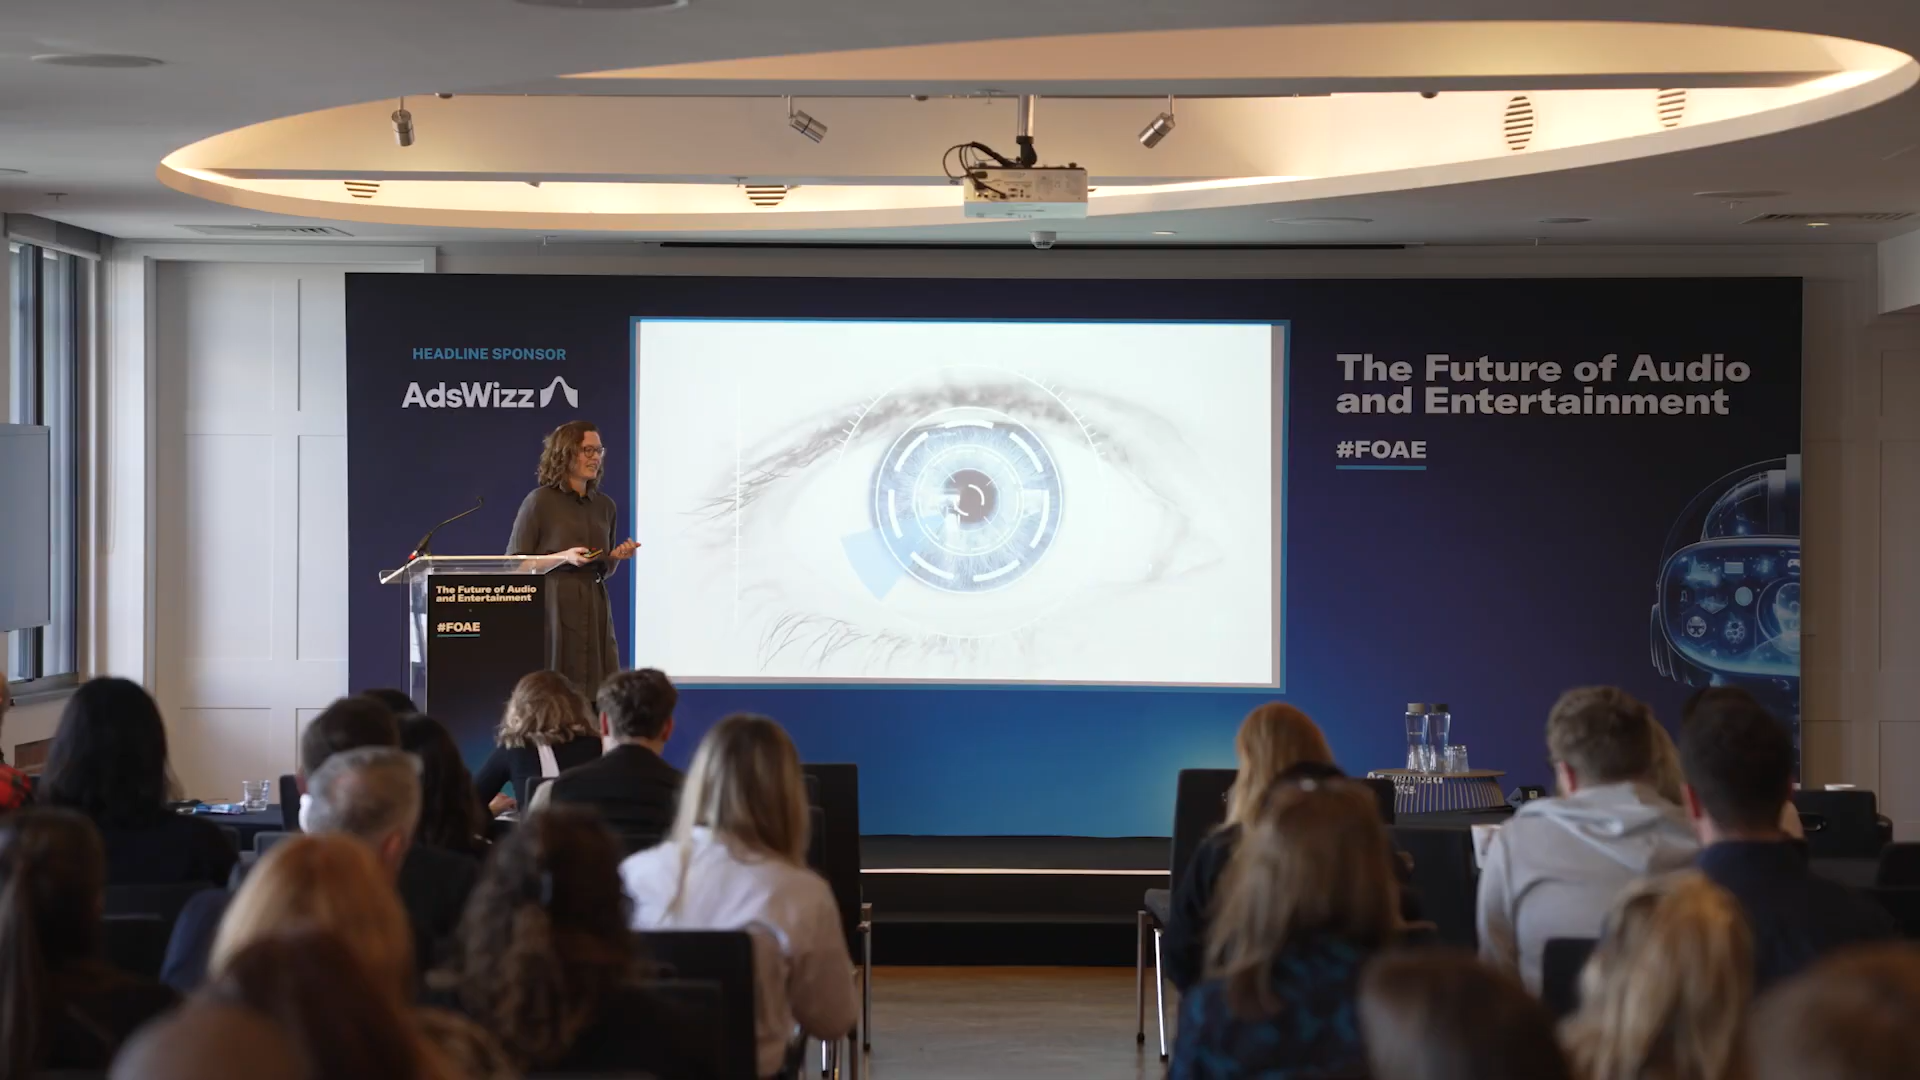 HEADLINE SPONSOR
AdsWizz
The Future of Audio
and Entertainment
#FOAE
The Future of Audio
and Entertainment
#FOAE